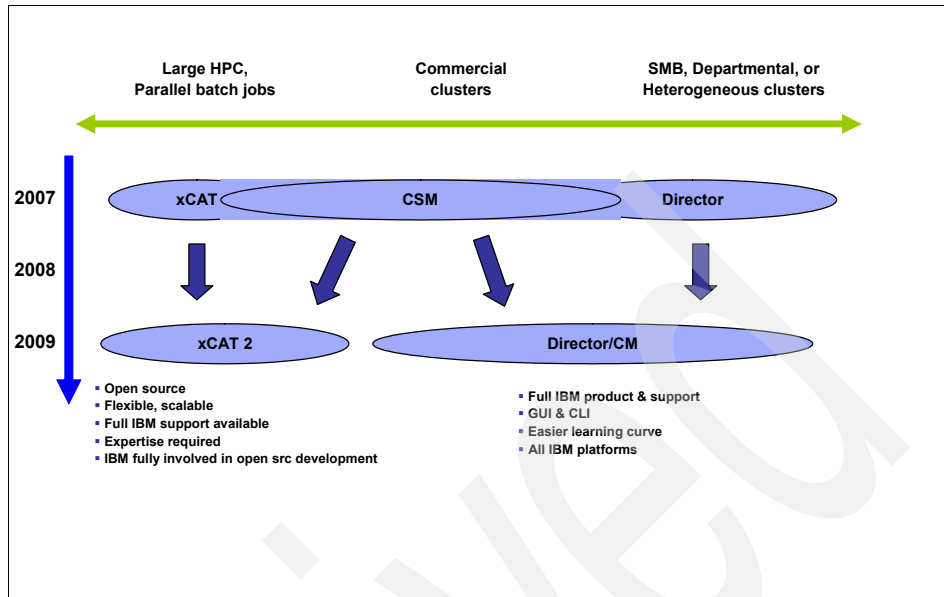 Large HPC,
Parallel batch jobs
Commercial
clusters
SMB, Departmental, or
Heterogeneous clusters
2007
xCAT
CSM
Director
2008
2009
xCAT 2
Director/CM
▪ Open source
▪ Flexible, scalable
▪ Full IBM support available
▪ Expertise required
▪ IBM fully involved in open src development
▪ Full IBM product & support
▪ GUI & CLI
▪ Easier learning curve
▪ All IBM platforms